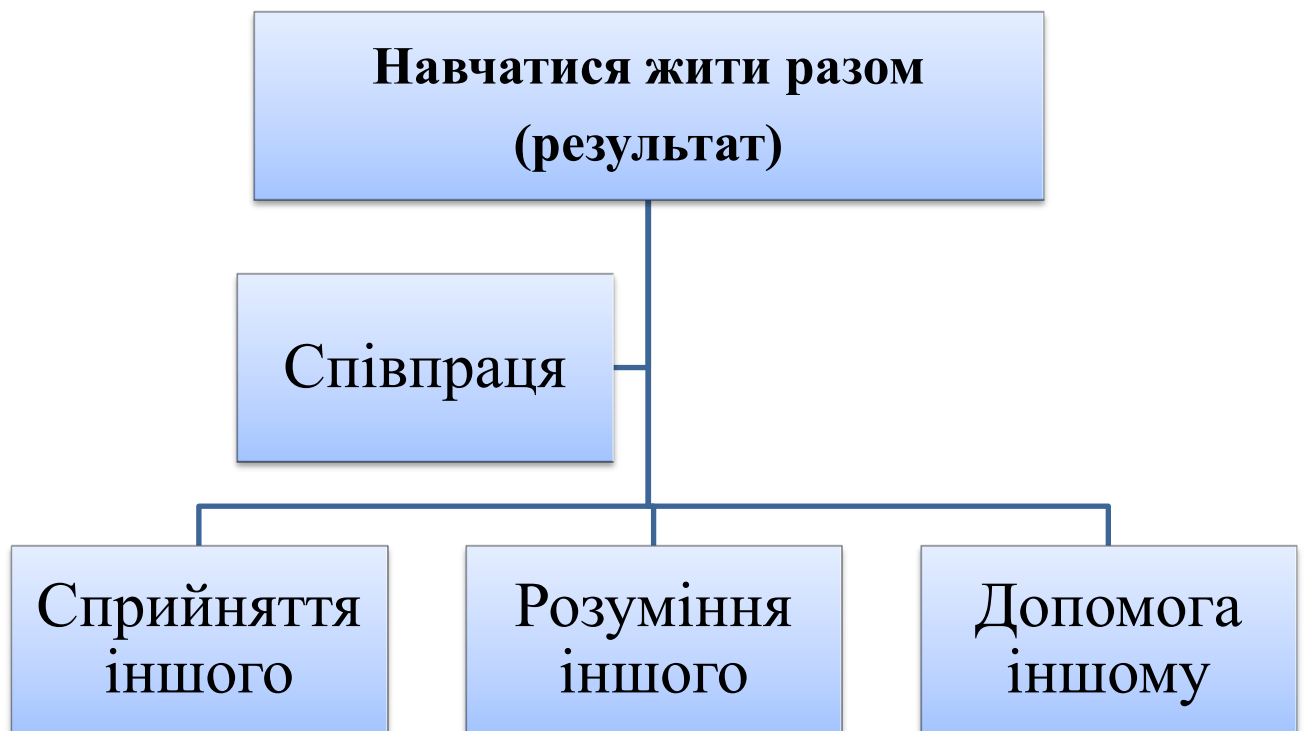 Навчатися жити разом
(результат)
Співпраця
Сприйняття
іншого
Розуміння
іншого
Допомога
іншому